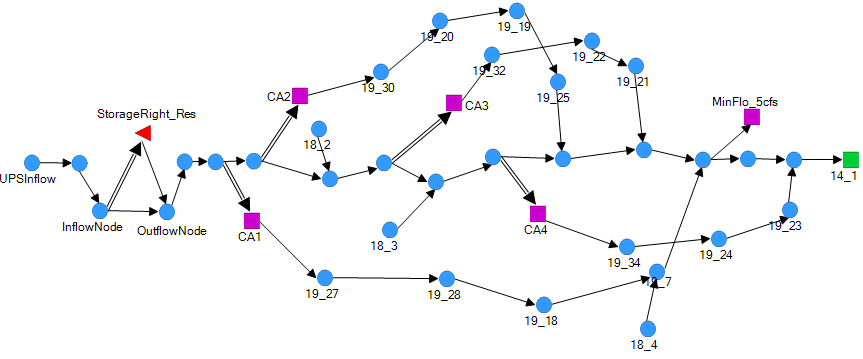 19_19
19_20
19_22
19_32
19_21
19_30
CA2
19_25
CA3
MinFlo_5cfs
StorageRight_Res
18_2
UPSInflow
14_1
InflowNode
OutflowNode
CA1
CA4
18_3
19_23
19_24
19_34
19_7
19_27
19_28
19_18
18_4